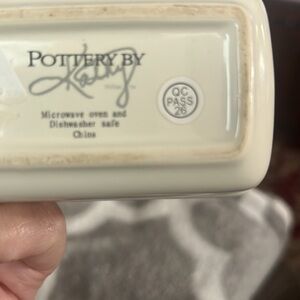 POTTERY BY
Kathy
Microwave oven and
Dishwasher safe
China
QC
PASS
26